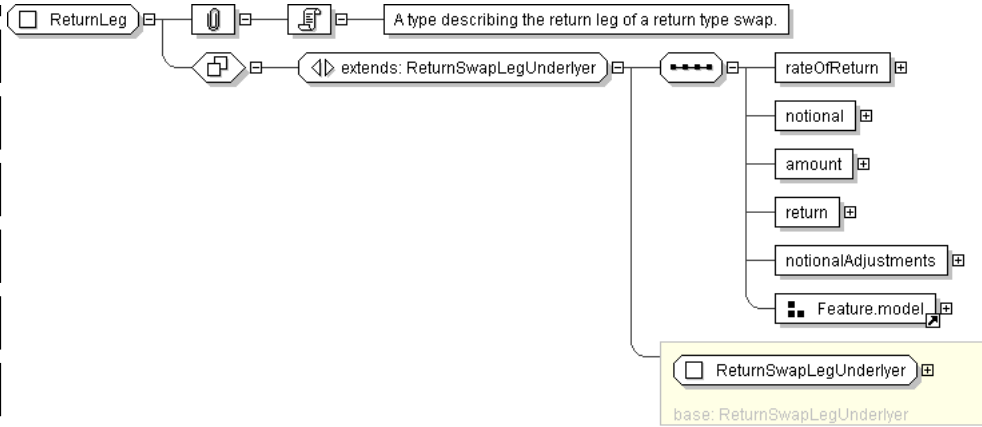 ReturnLeg
A type describing the return leg of a return type swap.
extends: ReturnSwapLegUnderlyer
rateOfReturn
notional
amount
return
notionalAdjustments
Feature.model
ReturnSwapLegUnderlyer
base: ReturnSwapLegUnderlyer